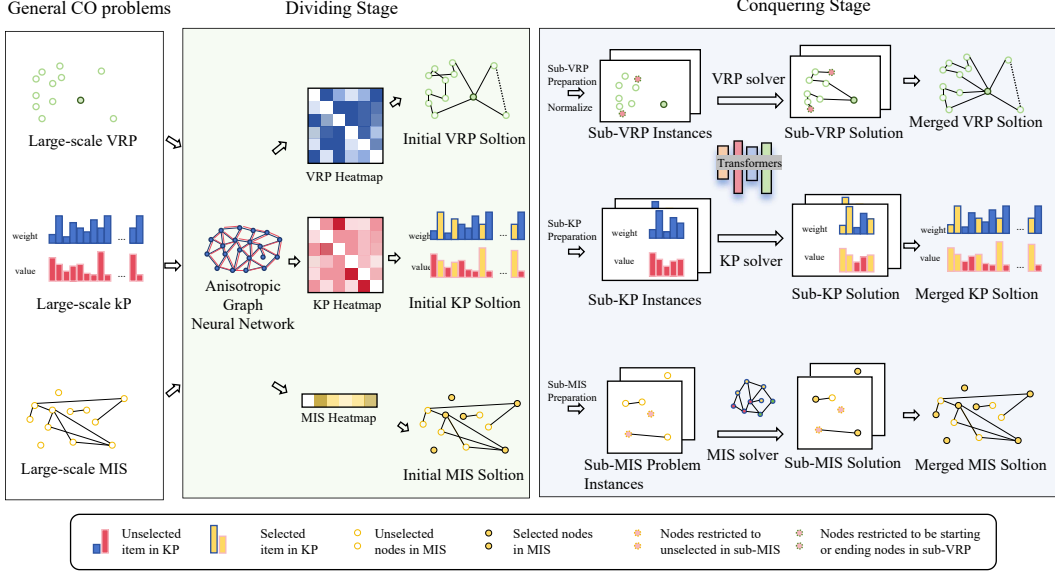 General CO problems
Dividing Stage
Conquering Stage
Large-scale VRP
weight
...
value
...
Large-scale kP
Large-scale MIS
Anisotropic
Graph
Neural Network
VRP Heatmap
KP Heatmap
MIS Heatmap
Initial VRP Soltion
weight
...
value
...
Initial KP Soltion
Initial MIS Soltion
Sub-VRP
Preparation
Normalize
Sub-VRP Instances
VRP solver
Sub-VRP Solution
Merged VRP Soltion
Transformers
Sub-KP
Preparation
weight
value
Sub-KP Instances
KP solver
weight
value
Sub-KP Solution
weight
...
value
...
Merged KP Soltion
Sub-MIS
Preparation
Sub-MIS Problem
Instances
MIS solver
Sub-MIS Solution
Merged MIS Soltion
Unselected
item in KP
Selected
item in KP
Unselected
nodes in MIS
Selected nodes
in MIS
Nodes restricted to
unselected in sub-MIS
Nodes restricted to be starting
or ending nodes in sub-VRP